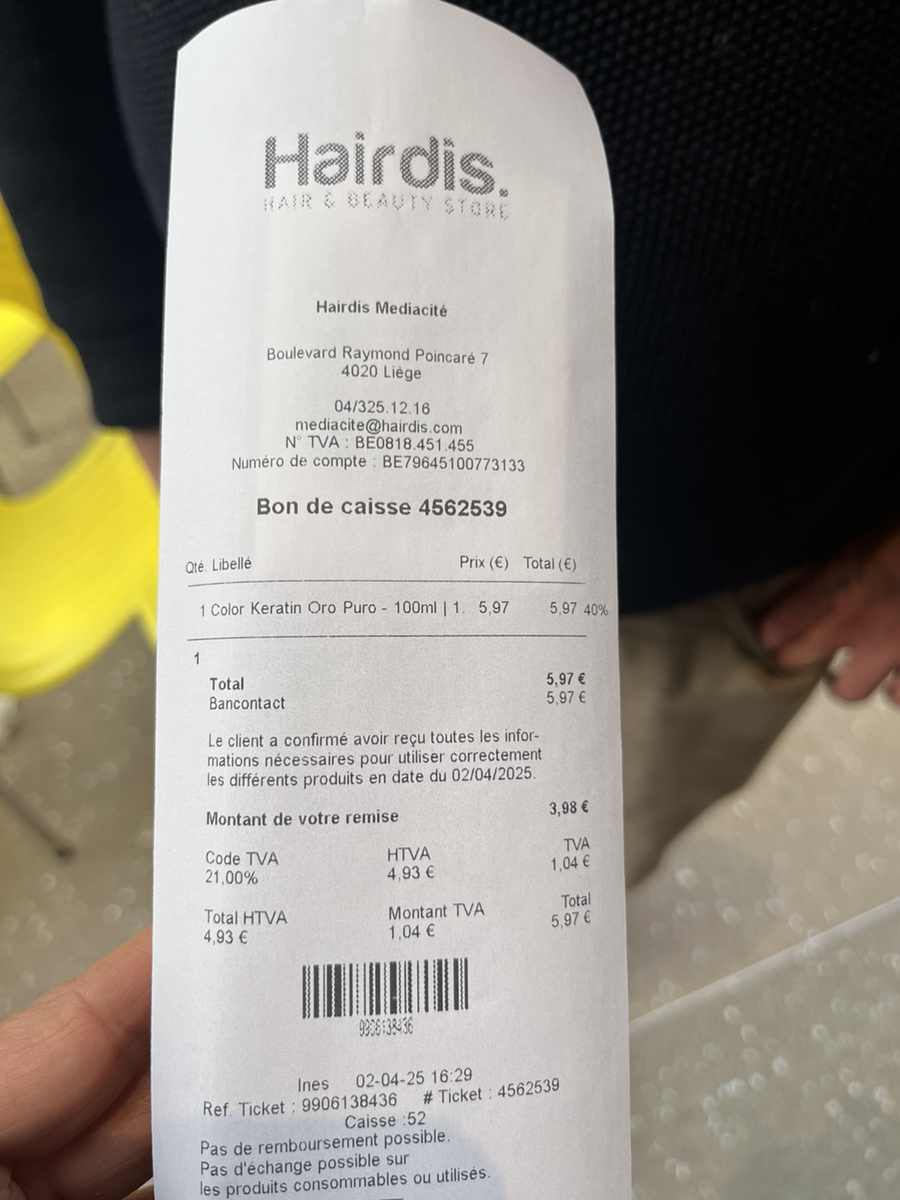 Hairdis.
HAIR & BEAUTY STORE
Hairdis Mediacité
Boulevard Raymond Poincaré 7
4020 Liège
04/325.12.16
mediacite@hairdis.com
N° TVA : BE0818.451.455
Numéro de compte : BE79645100773133
Bon de caisse 4562539
Qté. Libellé Prix (€) Total (€)
1 Color Keratin Oro Puro - 100ml | 1. 5,97 5,97 40%
1
Total 5,97 €
Bancontact 5,97 €
Le client a confirmé avoir reçu toutes les infor-
mations nécessaires pour utiliser correctement
les différents produits en date du 02/04/2025.
Montant de votre remise 3,98 €
Code TVA HTVA TVA
21,00% 4,93 € 1,04 €
Total HTVA Montant TVA Total
4,93 € 1,04 € 5,97 €
9906138436
Ines 02-04-25 16:29
Ref. Ticket : 9906138436 # Ticket : 4562539
Caisse :52
Pas de remboursement possible.
Pas d'échange possible sur
les produits consommables ou utilisés.